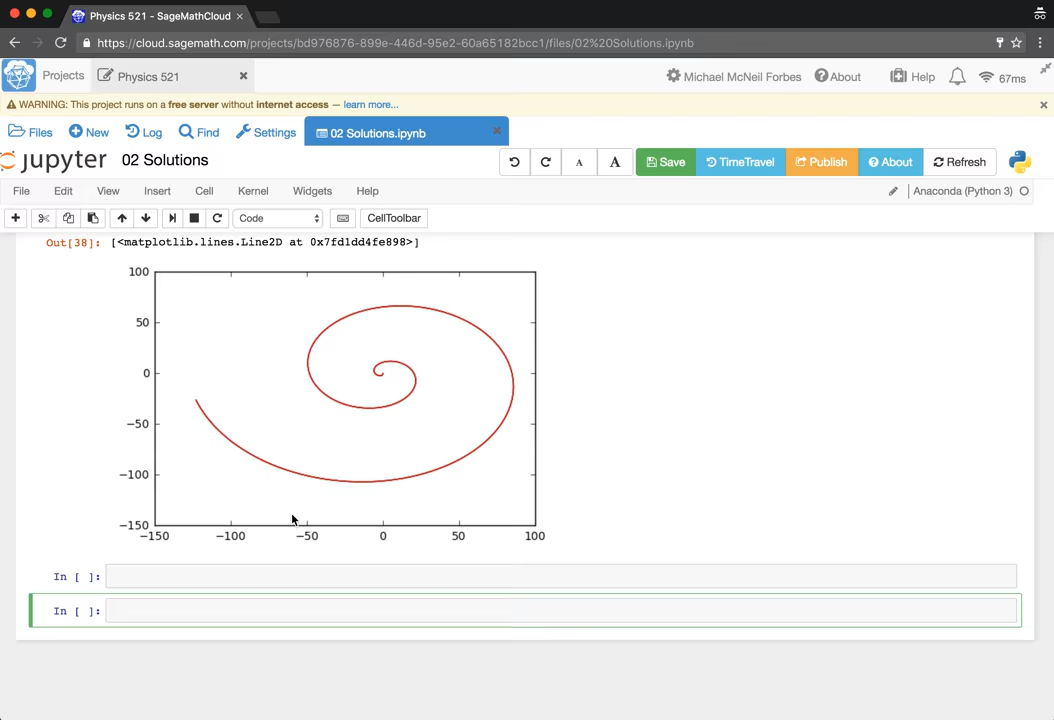 Physics 521 - SageMathCloud
https://cloud.sagemath.com/projects/bd976876-899e-446d-95e2-60a65182bcc1/files/02%20Solutions.ipynb
Projects Physics 521 Michael McNeil Forbes About Help 67ms
WARNING: This project runs on a free server without internet access — learn more...
Files New Log Find Settings 02 Solutions.ipynb
jupyter 02 Solutions A A Save TimeTravel Publish About Refresh
File Edit View Insert Cell Kernel Widgets Help Anaconda (Python 3)
Code CellToolbar
Out[38]: [<matplotlib.lines.Line2D at 0x7fd1dd4fe898>]
100
50
0
−50
−100
−150
−150 −100 −50 0 50 100
In [ ]:
In [ ]: